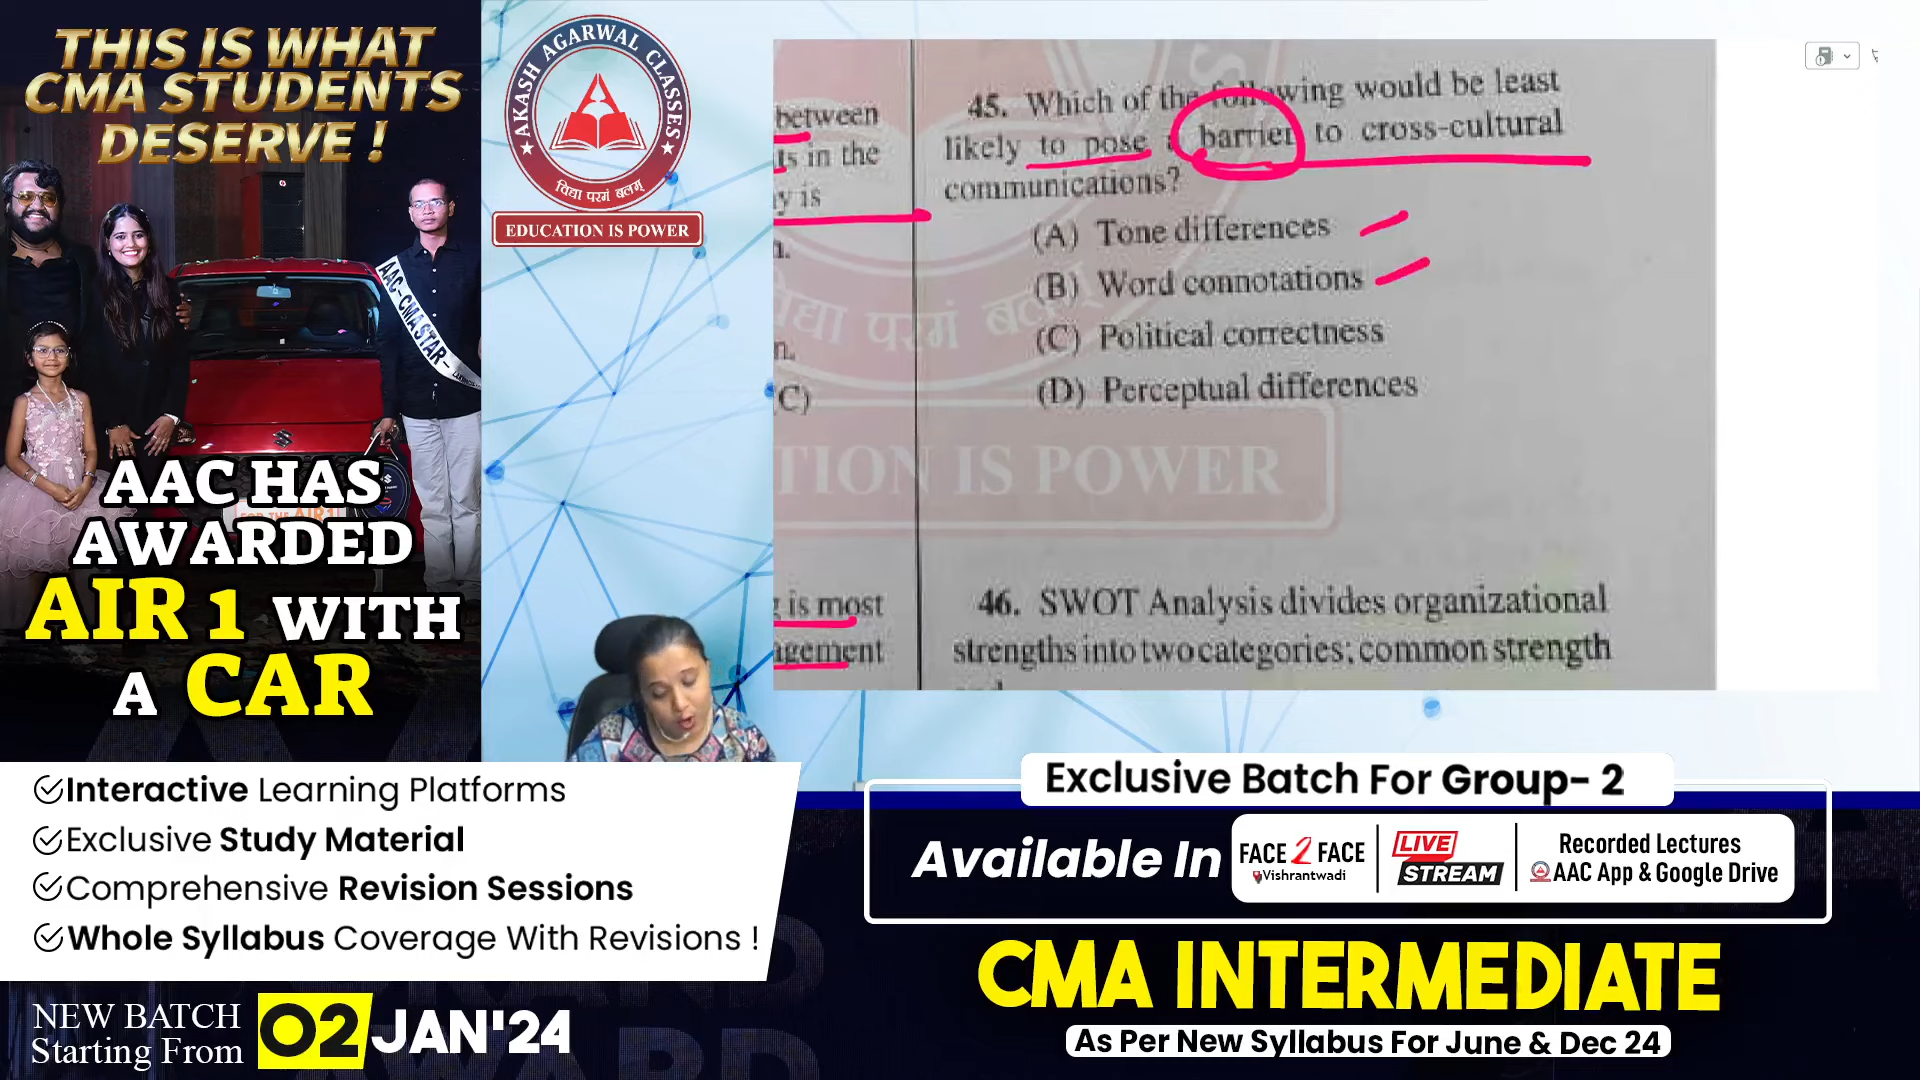 THIS IS WHAT
CMA STUDENTS
DESERVE !
AAC-CMA STAR-
AAC HAS
AWARDED
AIR 1 WITH
A CAR
Interactive Learning Platforms
Exclusive Study Material
Comprehensive Revision Sessions
Whole Syllabus Coverage With Revisions !
NEW BATCH
Starting From
02 JAN'24
AKASH AGARWAL CLASSES
विद्या परमं बलम्
EDUCATION IS POWER
between
ts in the
y is
n.
n.
C)
is most
agement
45. Which of the following would be least
likely to pose a barrier to cross-cultural
communications?
(A) Tone differences
(B) Word connotations
(C) Political correctness
(D) Perceptual differences
विद्या परमं बलम्
TION IS POWER
46. SWOT Analysis divides organizational
strengths into two categories; common strength
Exclusive Batch For Group- 2
Available In
FACE 2 FACE
Vishrantwadi
LIVE
STREAM
Recorded Lectures
AAC App & Google Drive
CMA INTERMEDIATE
As Per New Syllabus For June & Dec 24